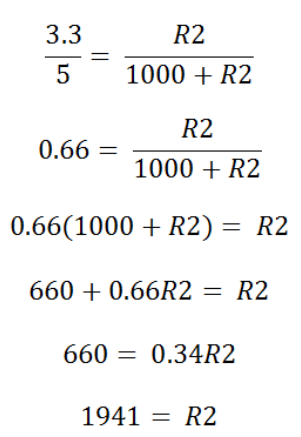 3.3/5 = R2/(1000 + R2)
0.66 = R2/(1000 + R2)
0.66(1000 + R2) = R2
660 + 0.66R2 = R2
660 = 0.34R2
1941 = R2